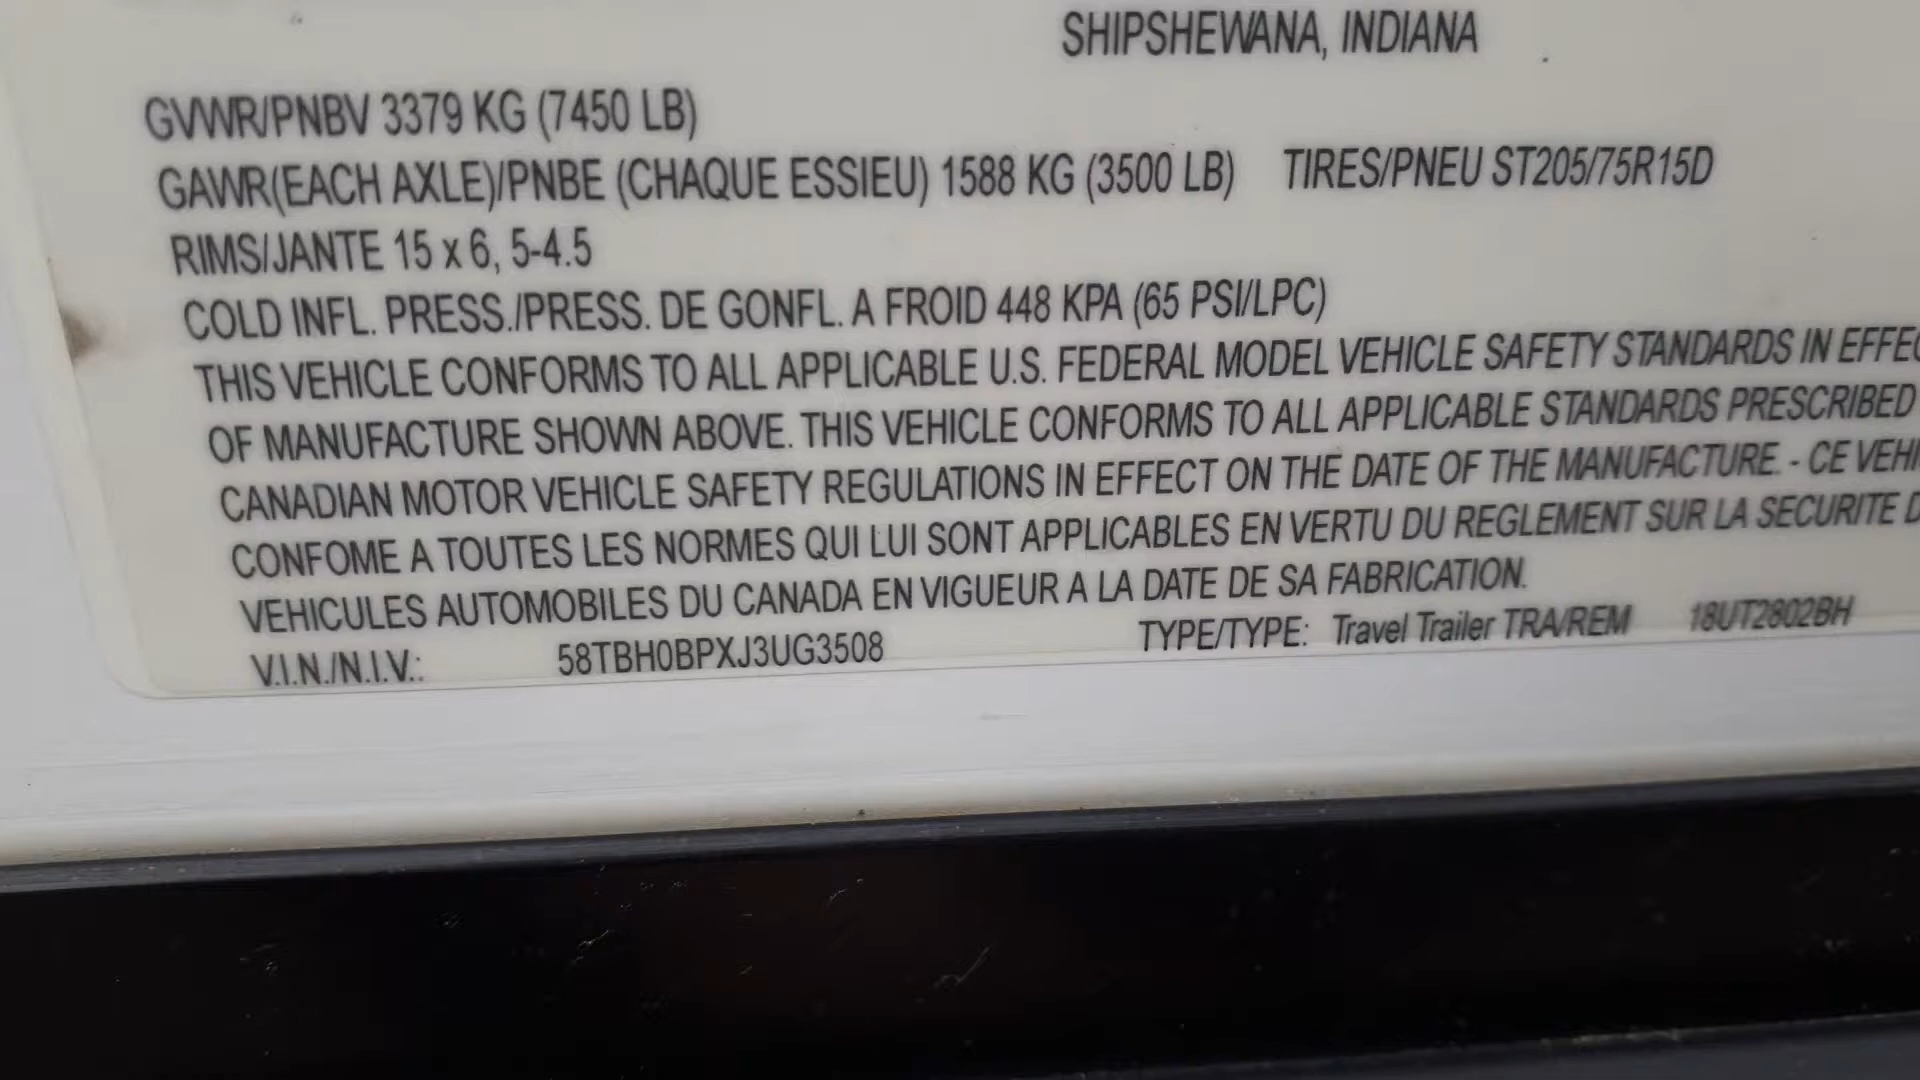 SHIPSHEWANA, INDIANA
GVWR/PNBV 3379 KG (7450 LB)
GAWR(EACH AXLE)/PNBE (CHAQUE ESSIEU) 1588 KG (3500 LB) TIRES/PNEU ST205/75R15D
RIMS/JANTE 15 x 6, 5-4.5
COLD INFL. PRESS./PRESS. DE GONFL. A FROID 448 KPA (65 PSI/LPC)
THIS VEHICLE CONFORMS TO ALL APPLICABLE U.S. FEDERAL MODEL VEHICLE SAFETY STANDARDS IN EFFEC
OF MANUFACTURE SHOWN ABOVE. THIS VEHICLE CONFORMS TO ALL APPLICABLE STANDARDS PRESCRIBED
CANADIAN MOTOR VEHICLE SAFETY REGULATIONS IN EFFECT ON THE DATE OF THE MANUFACTURE. - CE VEHI
CONFOME A TOUTES LES NORMES QUI LUI SONT APPLICABLES EN VERTU DU REGLEMENT SUR LA SECURITE D
VEHICULES AUTOMOBILES DU CANADA EN VIGUEUR A LA DATE DE SA FABRICATION.
V.I.N./N.I.V.: 58TBH0BPXJ3UG3508 TYPE/TYPE: Travel Trailer TRA/REM 18UT2802BH